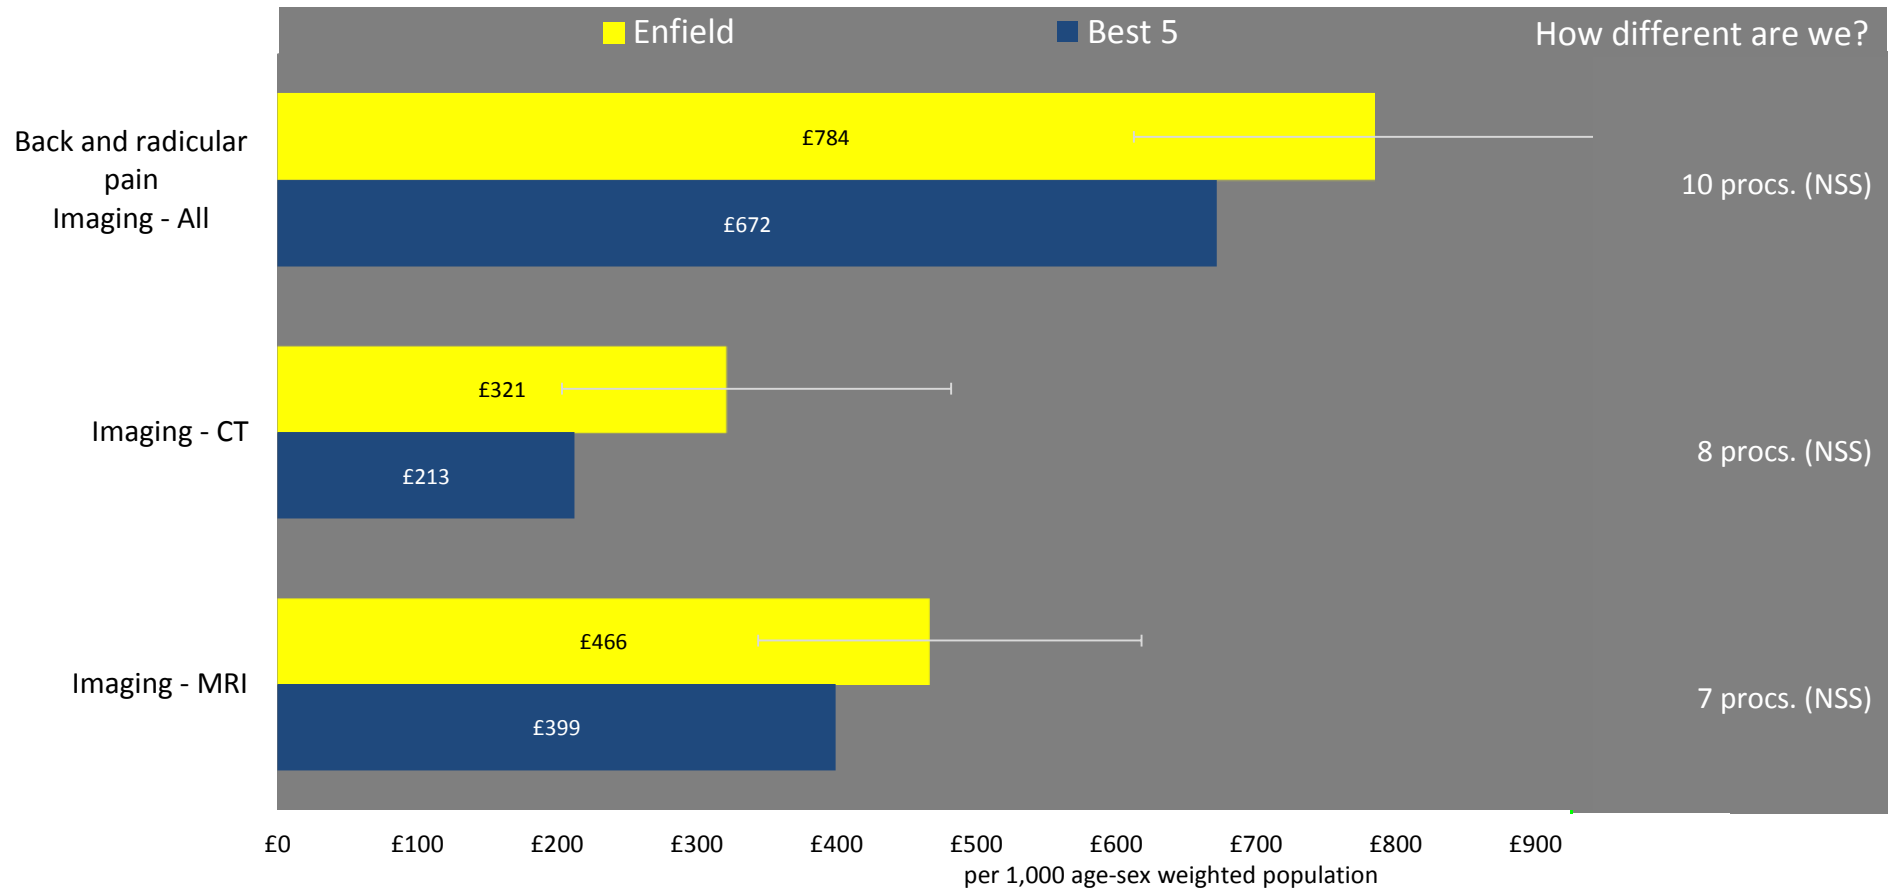 Enfield
Best 5
How different are we?
Back and radicular
pain
Imaging - All
£784
£672
10 procs. (NSS)
Imaging - CT
£321
£213
8 procs. (NSS)
Imaging - MRI
£466
£399
7 procs. (NSS)
£0 £100 £200 £300 £400 £500 £600 £700 £800 £900
per 1,000 age-sex weighted population